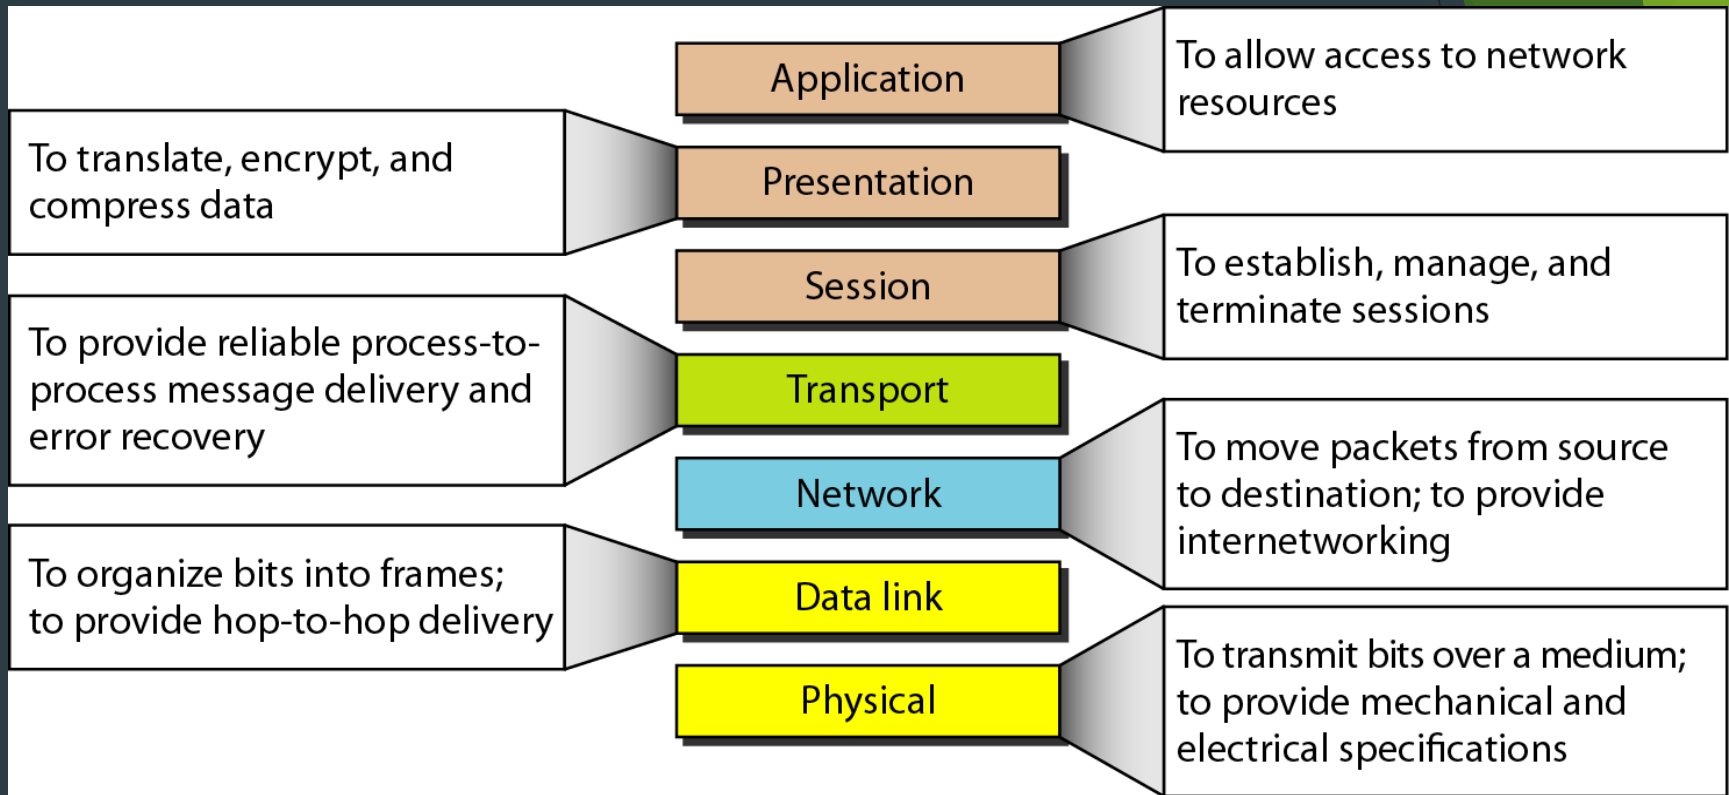 Application
To allow access to network
resources
To translate, encrypt, and
compress data
Presentation
Session
To establish, manage, and
terminate sessions
To provide reliable process-to-
process message delivery and
error recovery
Transport
Network
To move packets from source
to destination; to provide
internetworking
To organize bits into frames;
to provide hop-to-hop delivery
Data link
Physical
To transmit bits over a medium;
to provide mechanical and
electrical specifications